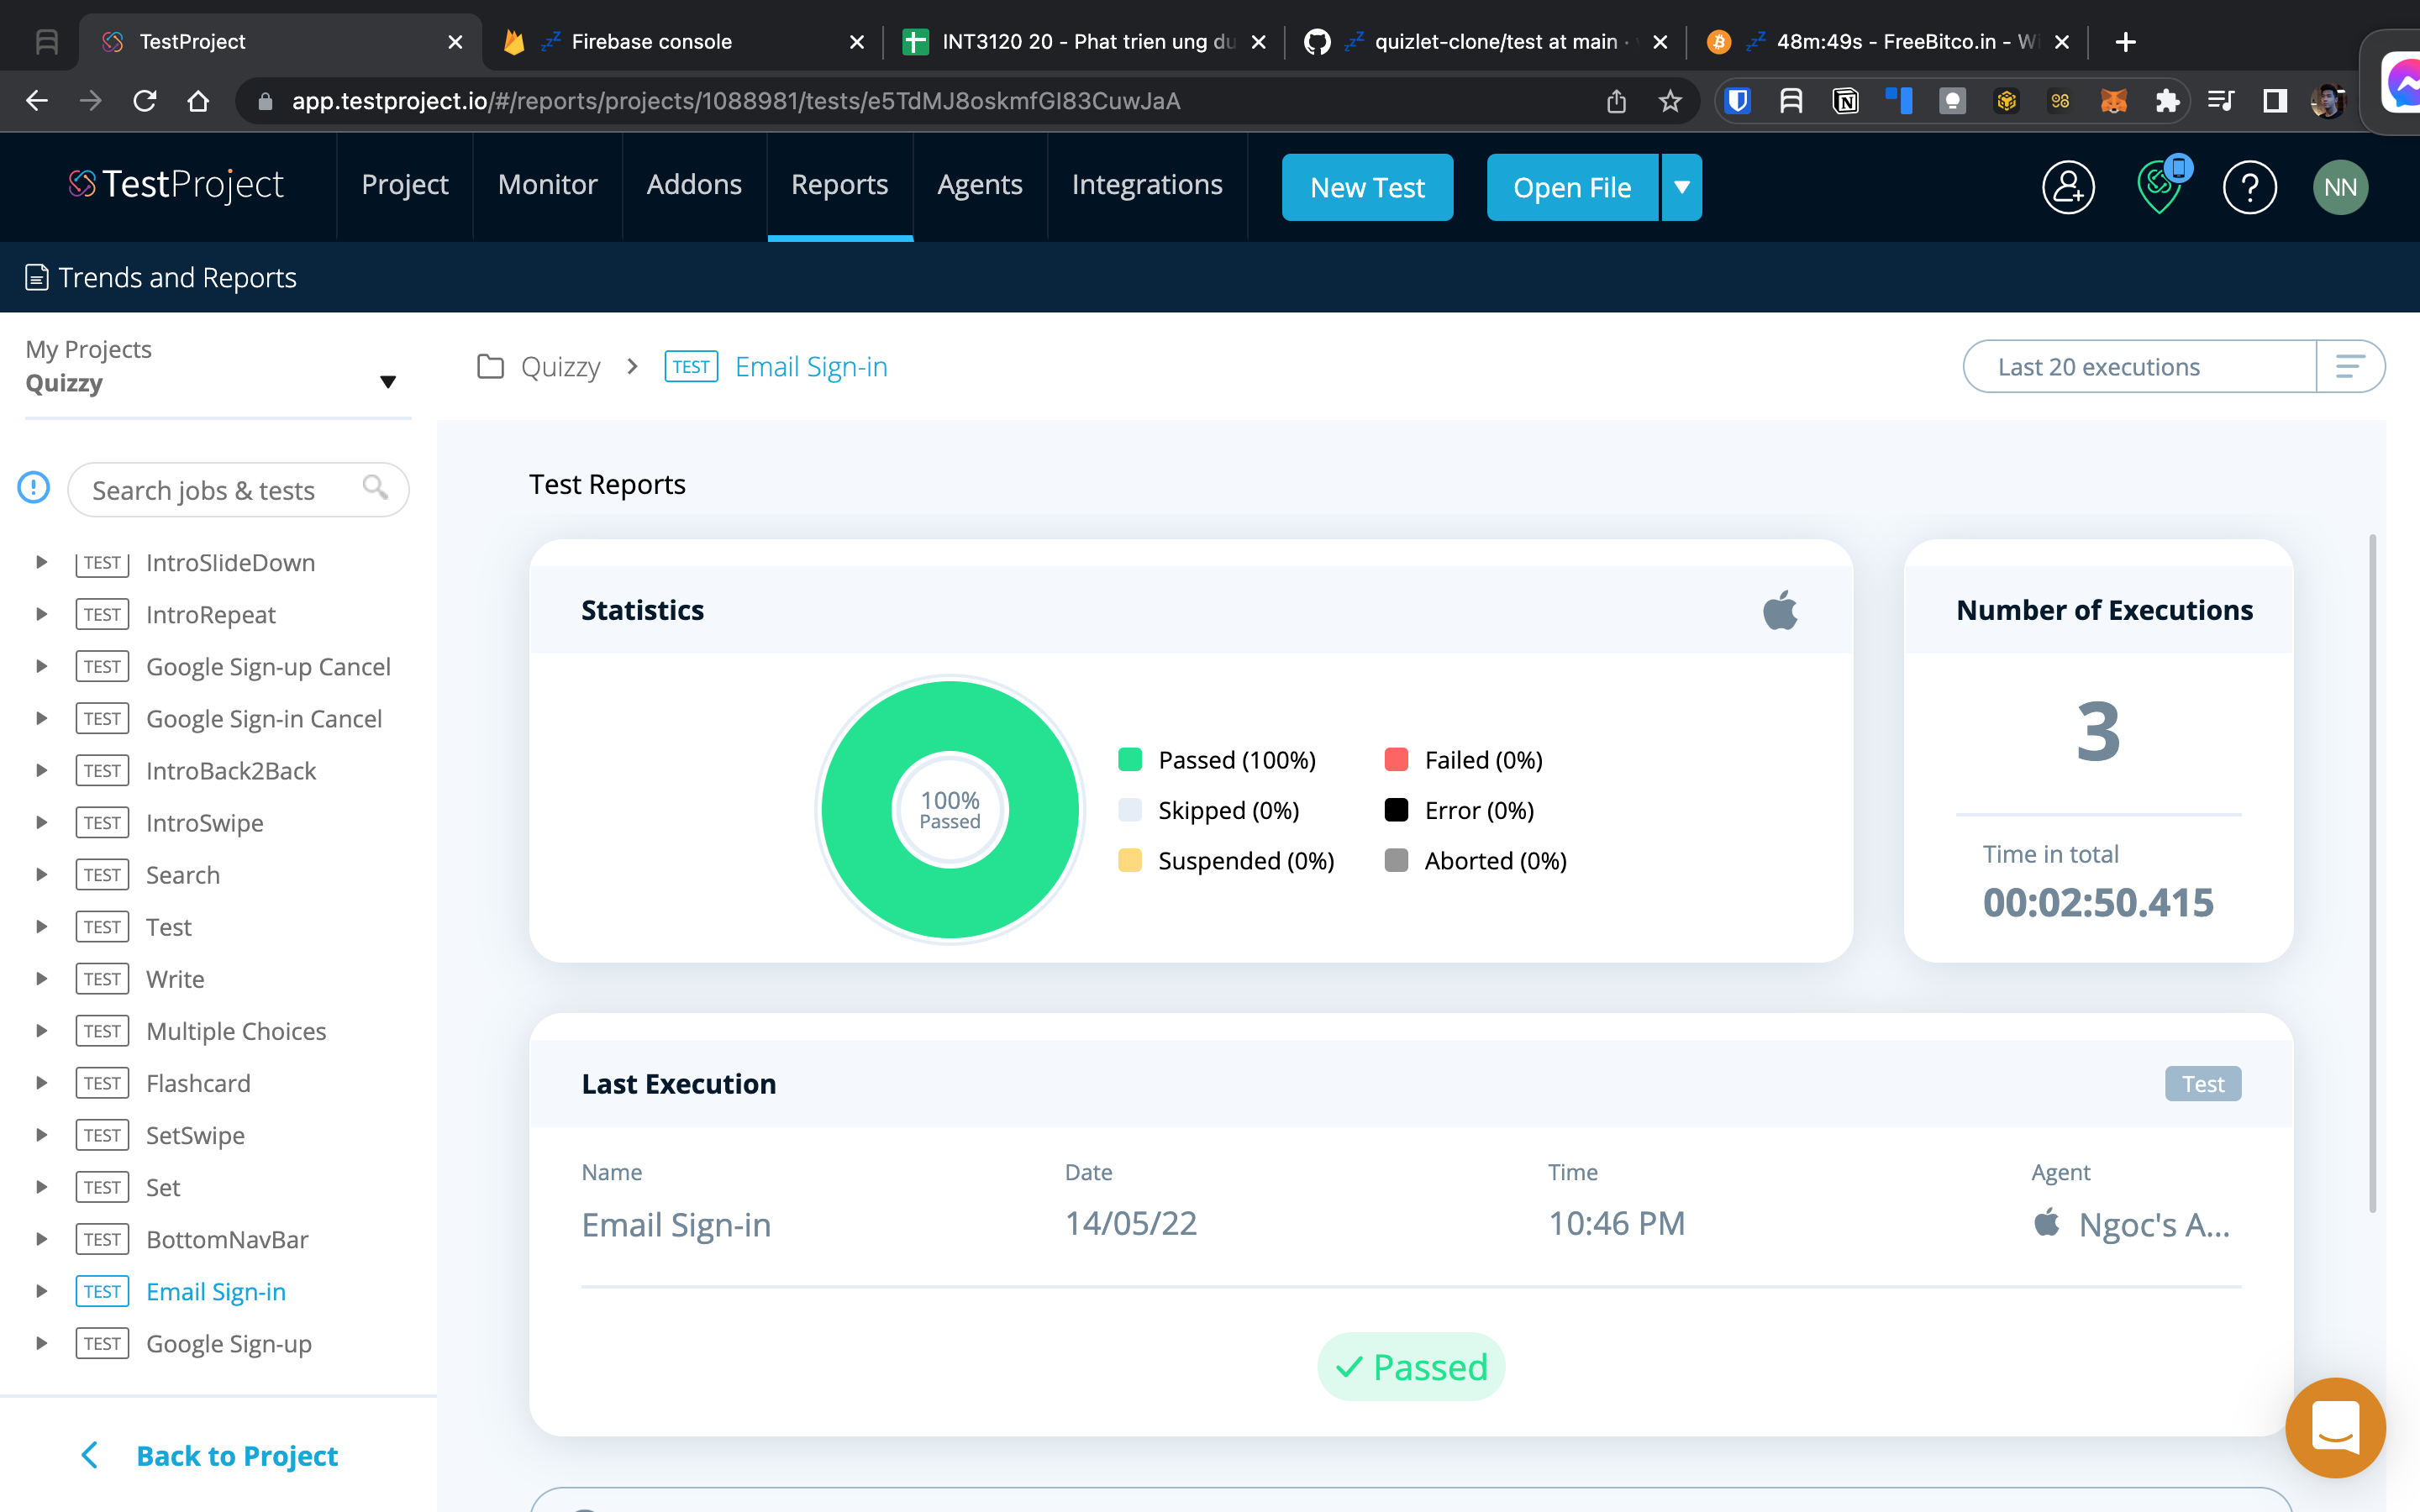 TestProject
Firebase console
INT3120 20 - Phat trien ung du
quizlet-clone/test at main ·
48m:49s - FreeBitco.in - Wi
app.testproject.io/#/reports/projects/1088981/tests/e5TdMJ8oskmfGI83CuwJaA
TestProject
Project
Monitor
Addons
Reports
Agents
Integrations
New Test
Open File
NN
Trends and Reports
My Projects
Quizzy
Quizzy
TEST Email Sign-in
Last 20 executions
Search jobs & tests
TEST IntroSlideDown
TEST IntroRepeat
TEST Google Sign-up Cancel
TEST Google Sign-in Cancel
TEST IntroBack2Back
TEST IntroSwipe
TEST Search
TEST Test
TEST Write
TEST Multiple Choices
TEST Flashcard
TEST SetSwipe
TEST Set
TEST BottomNavBar
TEST Email Sign-in
TEST Google Sign-up
Back to Project
Test Reports
Statistics
100%
Passed
Passed (100%)
Failed (0%)
Skipped (0%)
Error (0%)
Suspended (0%)
Aborted (0%)
Number of Executions
3
Time in total
00:02:50.415
Last Execution
Test
Name
Date
Time
Agent
Email Sign-in
14/05/22
10:46 PM
Ngoc's A...
Passed